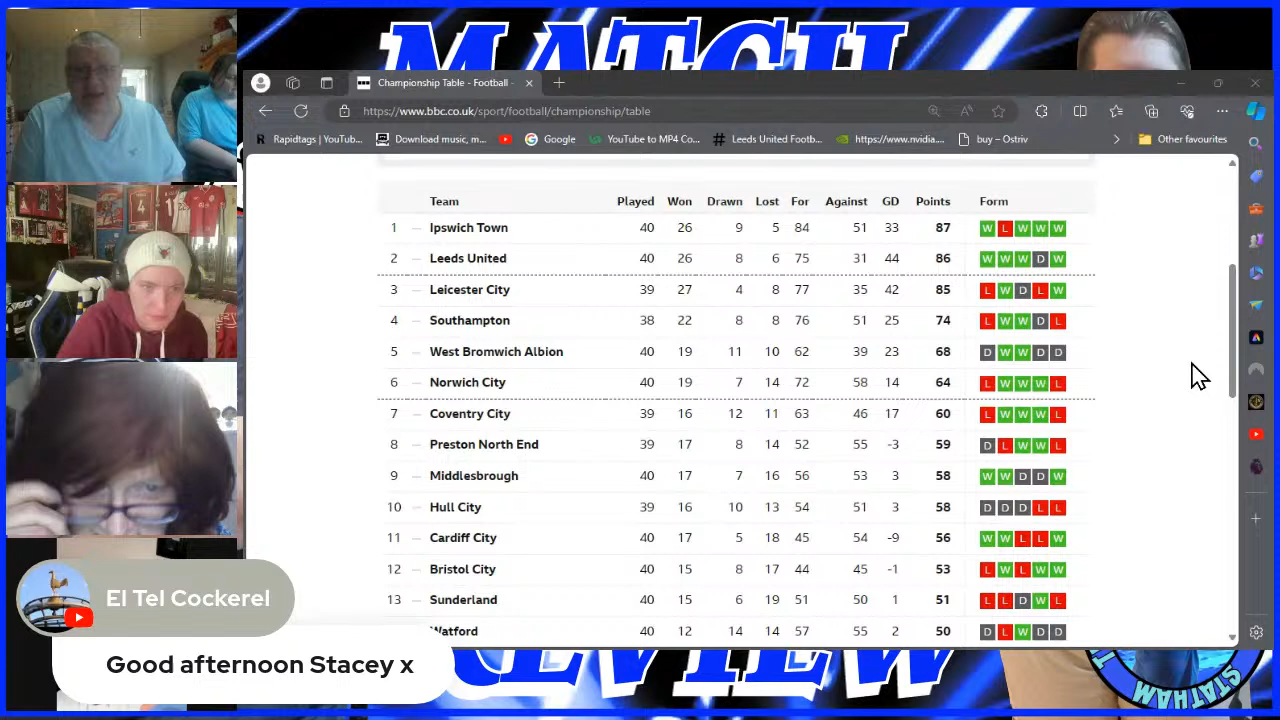 MATCH
Championship Table - Football -
https://www.bbc.co.uk/sport/football/championship/table
Rapidtags | YouTub...
Download music, m...
Google
YouTube to MP4 Co...
Leeds United Footb...
https://www.nvidia....
buy – Ostriv
Other favourites
Team Played Won Drawn Lost For Against GD Points Form
1 Ipswich Town 40 26 9 5 84 51 33 87 W L W W W
2 Leeds United 40 26 8 6 75 31 44 86 W W W D W
3 Leicester City 39 27 4 8 77 35 42 85 L W D L W
4 Southampton 38 22 8 8 76 51 25 74 L W W D L
5 West Bromwich Albion 40 19 11 10 62 39 23 68 D W W D D
6 Norwich City 40 19 7 14 72 58 14 64 L W W W L
7 Coventry City 39 16 12 11 63 46 17 60 L W W W L
8 Preston North End 39 17 8 14 52 55 -3 59 D L W W L
9 Middlesbrough 40 17 7 16 56 53 3 58 W W D D W
10 Hull City 39 16 10 13 54 51 3 58 D D D L L
11 Cardiff City 40 17 5 18 45 54 -9 56 W W L L W
12 Bristol City 40 15 8 17 44 45 -1 53 L W L W W
13 Sunderland 40 15 6 19 51 50 1 51 L L D W L
Watford 40 12 14 14 57 55 2 50 D L W D D
El Tel Cockerel
Good afternoon Stacey x
REVIEW
STATHAM